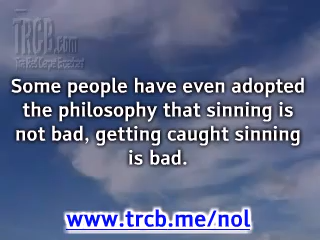 TRCB.com
Some people have even adopted
the philosophy that sinning is
not bad, getting caught sinning
is bad.
www.trcb.me/nol